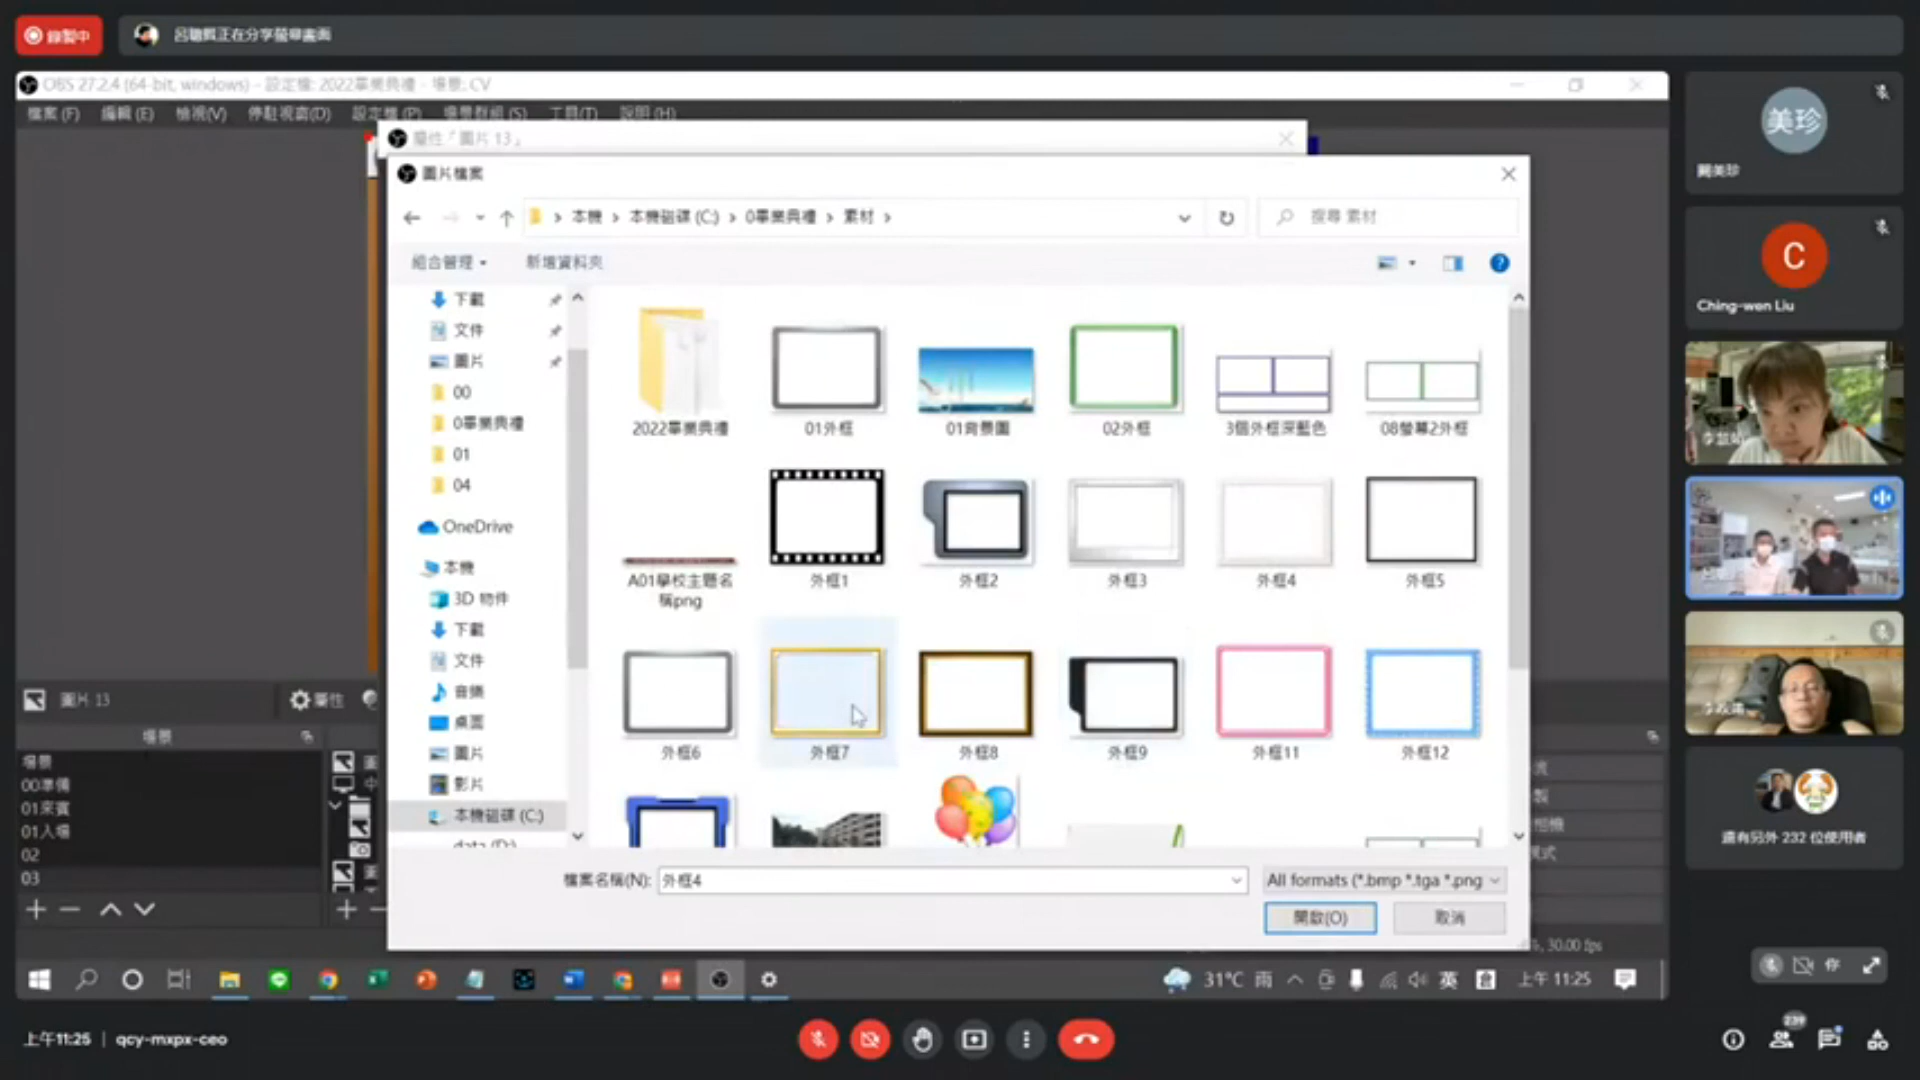 錄製中
呂聰賢正在分享螢幕畫面
OBS 27.2.4 (64-bit, windows) - 設定檔: 2022畢業典禮 - 場景: CV
檔案 (F) 編輯 (E) 檢視(V) 停駐視窗(D) 設定檔 (P) 場景群組 (S) 工具(T) 說明 (H)
屬性「圖片 13」
圖片檔案
本機 › 本機磁碟 (C:) › 0畢業典禮 › 素材 ›
搜尋 素材
組合管理
新增資料夾
下載
文件
圖片
00
0畢業典禮
01
04
OneDrive
本機
3D 物件
下載
文件
音樂
桌面
圖片
影片
本機磁碟 (C:)
data (D:)
2022畢業典禮
01外框
01背景圖
02外框
3個外框深藍色
08螢幕2外框
A01學校主題名
稱png
外框1
外框2
外框3
外框4
外框5
外框6
外框7
外框8
外框9
外框11
外框12
檔案名稱(N):
外框4
All formats (*.bmp *.tga *.png
開啟(O)
取消
圖片 13
屬性
場景
場景
00準備
01來賓
01入場
02
03
30.00 fps
31°C 雨
英
上午 11:25
美珍
Ching-wen Liu
C
還有另外 232 位使用者
你
上午11:25 | qcy-mxpx-ceo
239